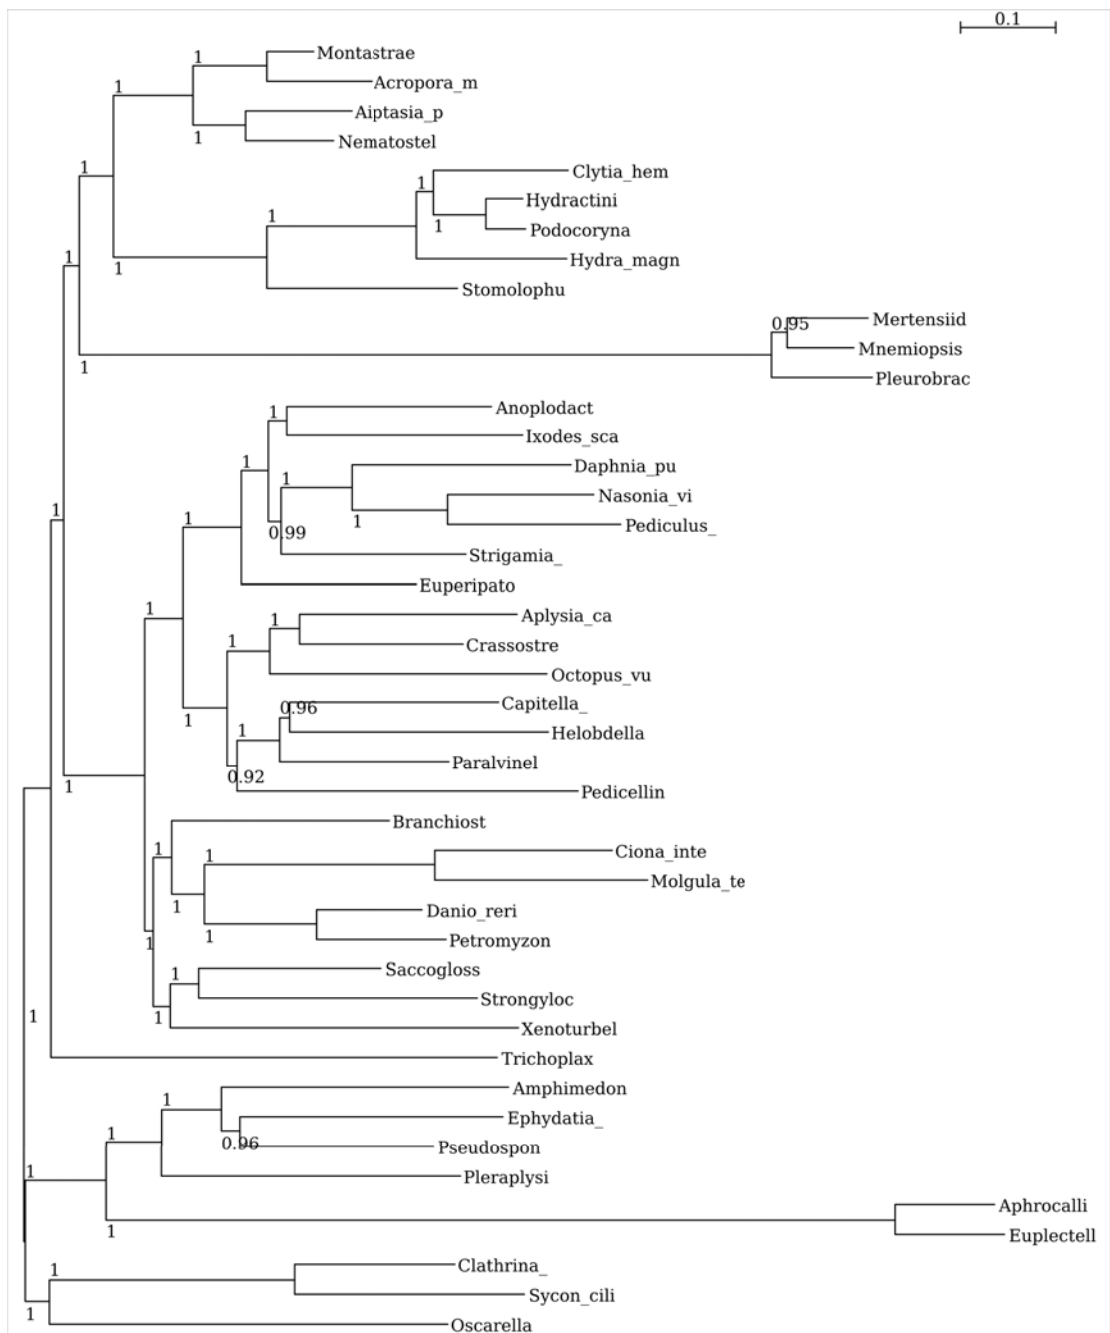 0.1
1 Montastrae
1 Acropora_m
Aiptasia_p
1 Nematostel
1 Clytia_hem
1 Hydractini
1 1 Podocoryna
1 1 Hydra_magn
Stomolophu
0.95 Mertensiid
1 Mnemiopsis
Pleurobrac
1 Anoplodact
Ixodes_sca
1 1 Daphnia_pu
Nasonia_vi
1 1 1 Pediculus_
0.99
Strigamia_
Euperipato
1 1 Aplysia_ca
1 Crassostre
Octopus_vu
0.96 Capitella_
1 1 Helobdella
Paralvinel
1 0.92 Pedicellin
Branchiost
1 1 Ciona_inte
Molgula_te
1 Danio_reri
1 1 Petromyzon
1 Saccogloss
Strongyloc
1 1 Xenoturbel
Trichoplax
1 Amphimedon
Ephydatia_
1 0.96 Pseudospon
1 Pleraplysi
Aphrocalli
1 Euplectell
1 Clathrina_
Sycon_cili
1 Oscarella